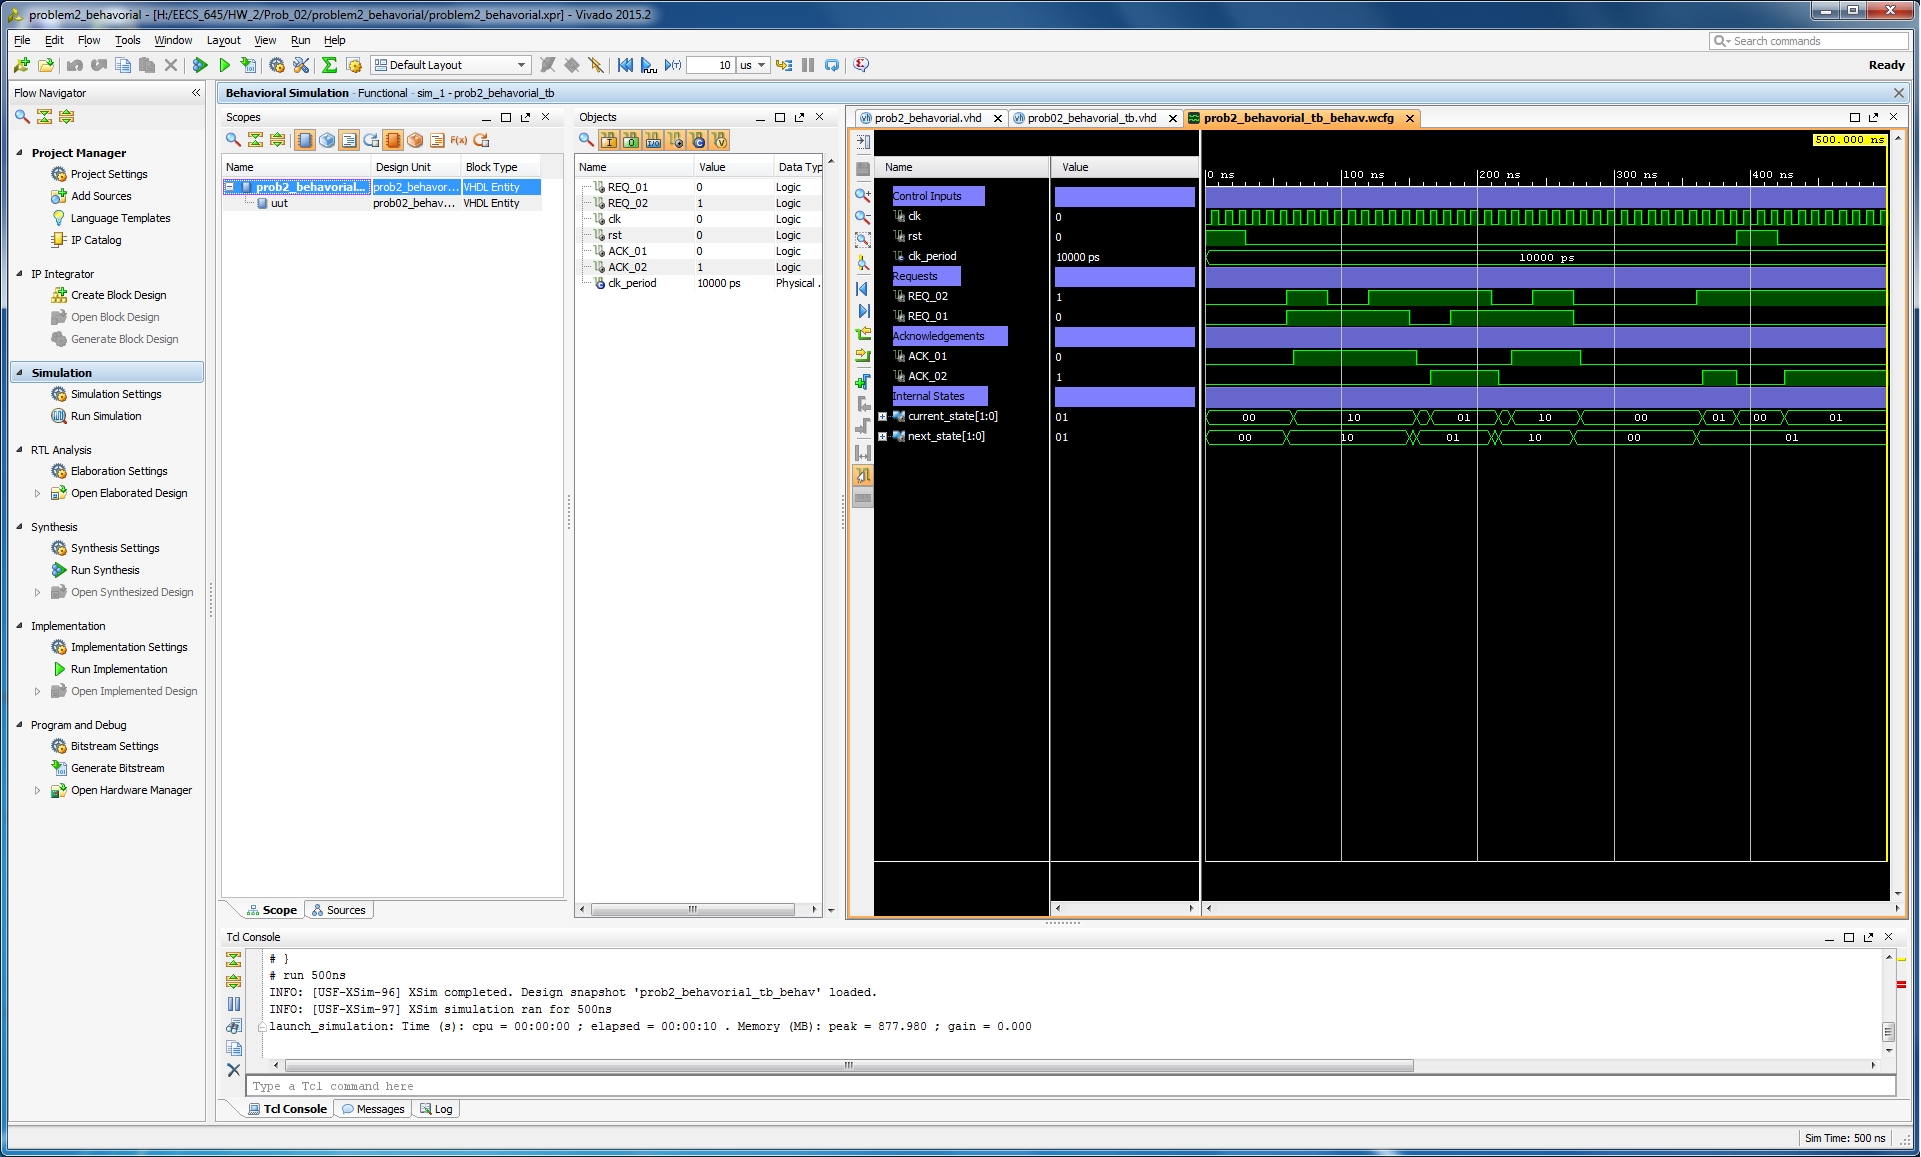 problem2_behavorial - [H:/EECS_645/HW_2/Prob_02/problem2_behavorial/problem2_behavorial.xpr] - Vivado 2015.2
File Edit Flow Tools Window Layout View Run Help
Search commands
Default Layout 10 us Ready
Flow Navigator
Project Manager
Project Settings
Add Sources
Language Templates
IP Catalog
IP Integrator
Create Block Design
Open Block Design
Generate Block Design
Simulation
Simulation Settings
Run Simulation
RTL Analysis
Elaboration Settings
Open Elaborated Design
Synthesis
Synthesis Settings
Run Synthesis
Open Synthesized Design
Implementation
Implementation Settings
Run Implementation
Open Implemented Design
Program and Debug
Bitstream Settings
Generate Bitstream
Open Hardware Manager
Behavioral Simulation - Functional - sim_1 - prob2_behavorial_tb
Scopes
F(x)
Name Design Unit Block Type
prob2_behavorial... prob2_behavor... VHDL Entity
uut prob02_behav... VHDL Entity
Scope Sources
Objects
Name Value Data Typ
REQ_01 0 Logic
REQ_02 1 Logic
clk 0 Logic
rst 0 Logic
ACK_01 0 Logic
ACK_02 1 Logic
clk_period 10000 ps Physical .
prob2_behavorial.vhd prob02_behavorial_tb.vhd prob2_behavorial_tb_behav.wcfg
500.000 ns
Name Value
0 ns 100 ns 200 ns 300 ns 400 ns
Control Inputs
clk 0
rst 0
clk_period 10000 ps 10000 ps
Requests
REQ_02 1
REQ_01 0
Acknowledgements
ACK_01 0
ACK_02 1
Internal States
current_state[1:0] 01 00 10 01 10 00 01 00 01
next_state[1:0] 01 00 10 01 10 00 01
Tcl Console
# }
# run 500ns
INFO: [USF-XSim-96] XSim completed. Design snapshot 'prob2_behavorial_tb_behav' loaded.
INFO: [USF-XSim-97] XSim simulation ran for 500ns
launch_simulation: Time (s): cpu = 00:00:00 ; elapsed = 00:00:10 . Memory (MB): peak = 877.980 ; gain = 0.000
Type a Tcl command here
Tcl Console Messages Log
Sim Time: 500 ns